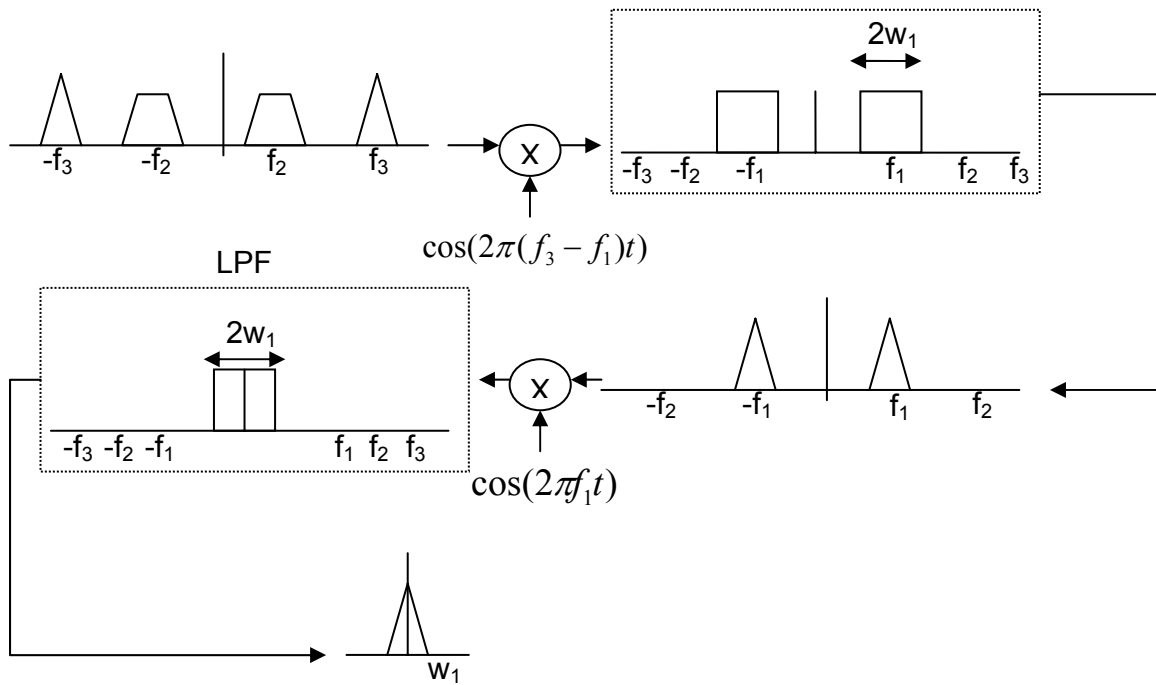 2w₁
-f₃ -f₂ f₂ f₃
X
-f₃ -f₂ -f₁ f₁ f₂ f₃
cos(2π(f₃ − f₁)t)
LPF
2w₁
X
-f₂ -f₁ f₁ f₂
-f₃ -f₂ -f₁ f₁ f₂ f₃
cos(2πf₁t)
w₁